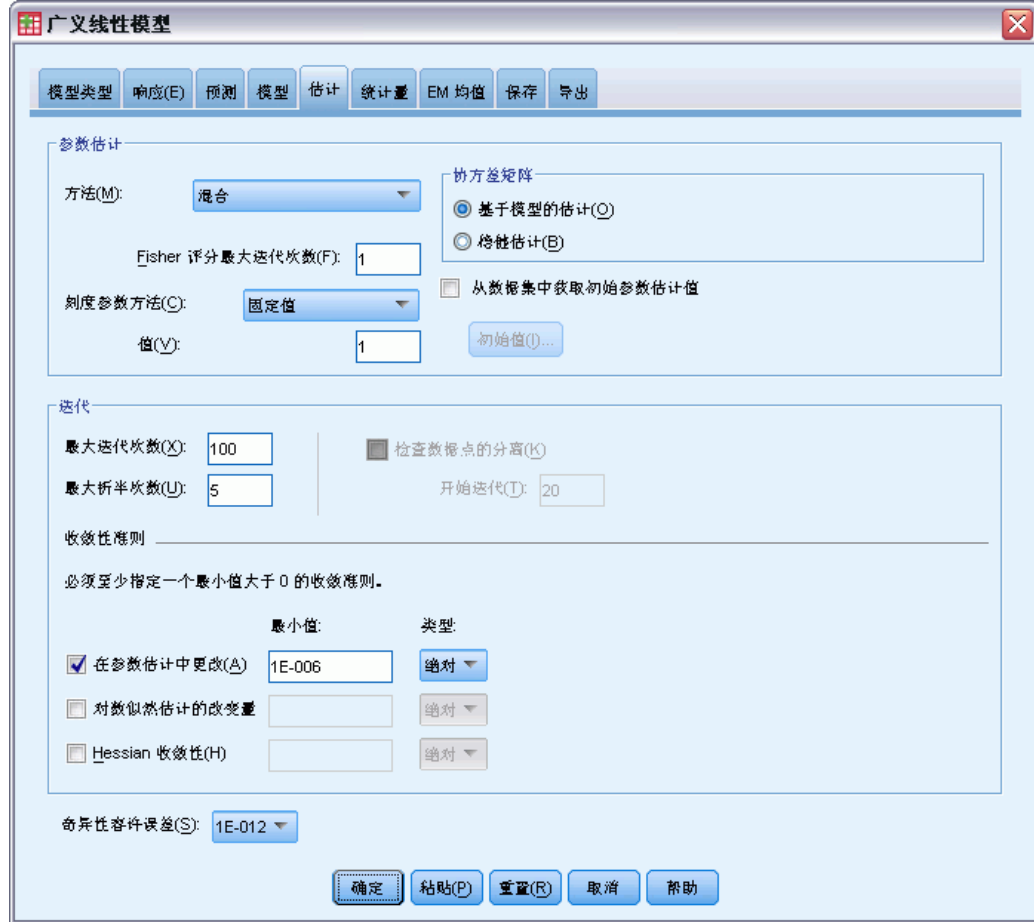 广义线性模型
模型类型 响应(E) 预测 模型 估计 统计量 EM 均值 保存 导出
参数估计
方法(M): 混合
Fisher 评分最大迭代次数(F): 1
刻度参数方法(C): 固定值
值(V): 1
协方差矩阵
基于模型的估计(O)
稳健估计(B)
从数据集中获取初始参数估计值
初始值(I)...
迭代
最大迭代次数(X): 100
最大折半次数(U): 5
检查数据点的分离(K)
开始迭代(T): 20
收敛性准则
必须至少指定一个最小值大于 0 的收敛准则。
最小值: 类型:
在参数估计中更改(A) 1E-006 绝对
对数似然估计的改变量 绝对
Hessian 收敛性(H) 绝对
奇异性容许误差(S): 1E-012
确定 粘贴(P) 重置(R) 取消 帮助